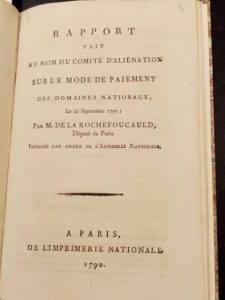 RAPPORT
FAIT
AU NOM DU COMITÉ D'ALIÉNATION
SUR LE MODE DE PAIEMENT
DES DOMAINES NATIONAUX,
Le 10 Septembre 1790;
PAR M. DE LA ROCHEFOUCAULD,
Député de Paris.
IMPRIMÉ PAR ORDRE DE L'ASSEMBLÉE NATIONALE.
A PARIS,
DE L'IMPRIMERIE NATIONALE.
1790.